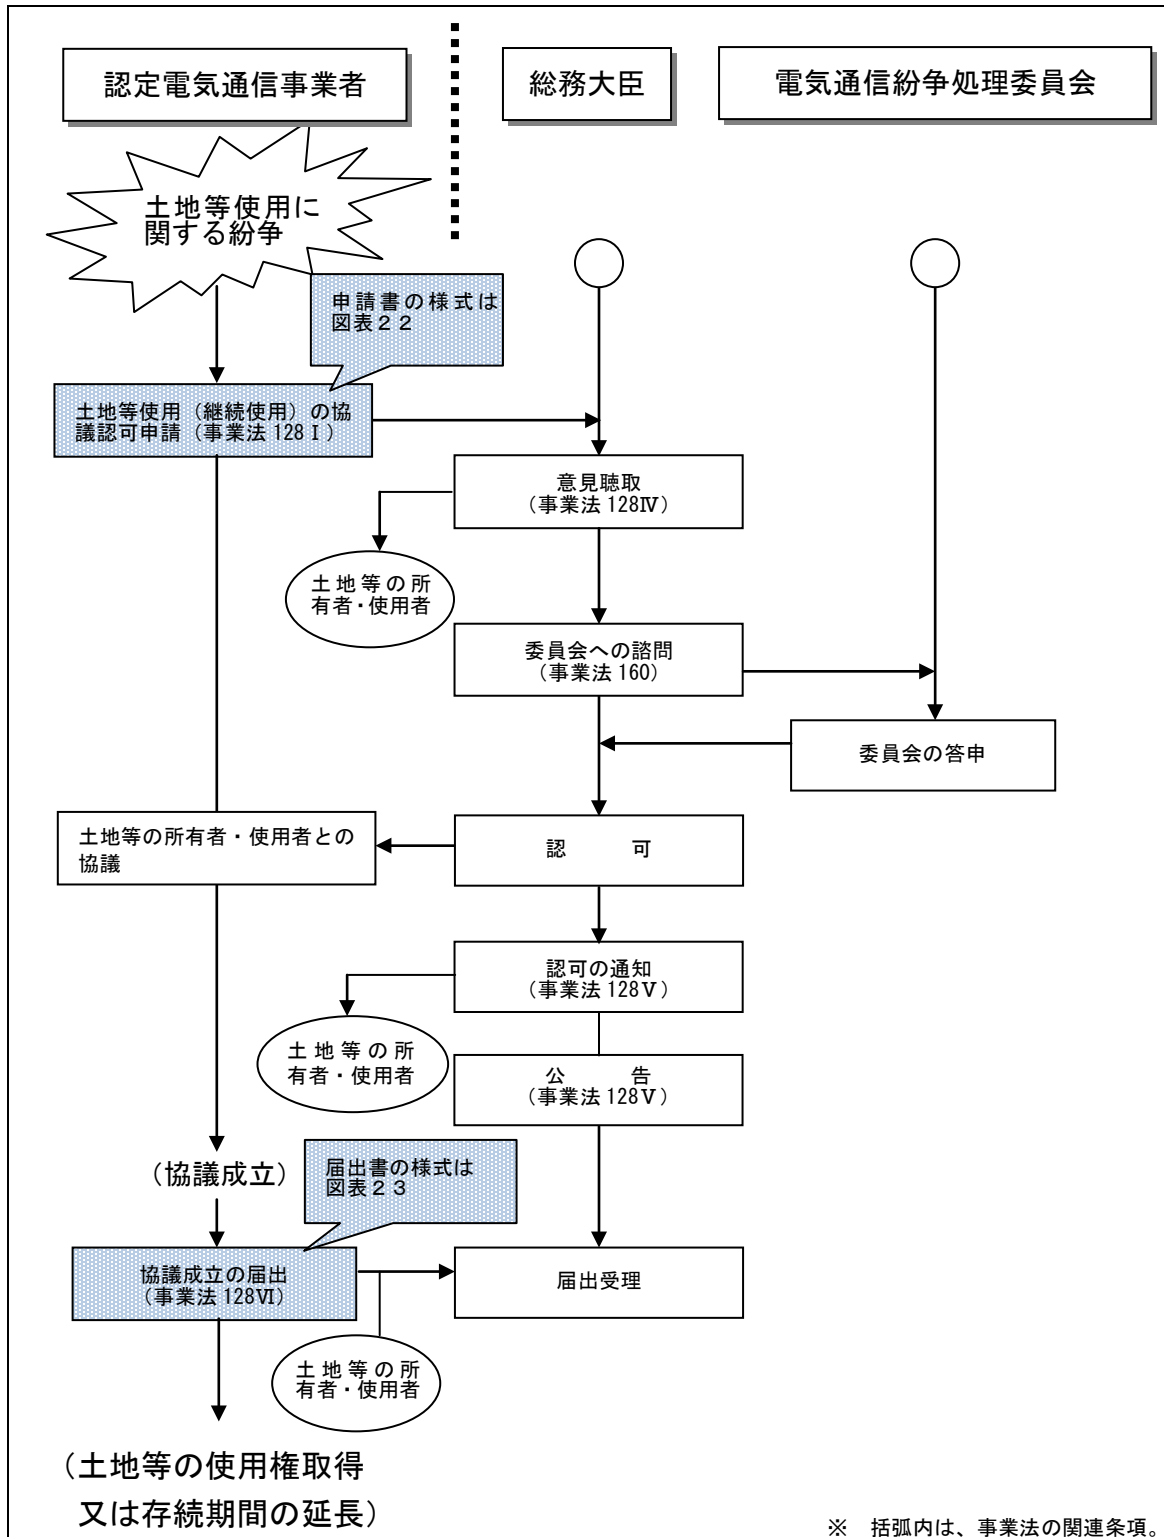 認定電気通信事業者
総務大臣
電気通信紛争処理委員会
土地等使用に
関する紛争
申請書の様式は
図表２２
土地等使用（継続使用）の協
議認可申請（事業法 128Ⅰ）
意見聴取
（事業法 128Ⅳ）
土地等の所
有者・使用者
委員会への諮問
（事業法 160）
委員会の答申
土地等の所有者・使用者との
協議
認　　可
認可の通知
（事業法 128Ⅴ）
土地等の所
有者・使用者
公　　告
（事業法 128Ⅴ）
（協議成立）
届出書の様式は
図表２３
協議成立の届出
（事業法 128Ⅵ）
届出受理
土地等の所
有者・使用者
（土地等の使用権取得
又は存続期間の延長）
※　括弧内は、事業法の関連条項。